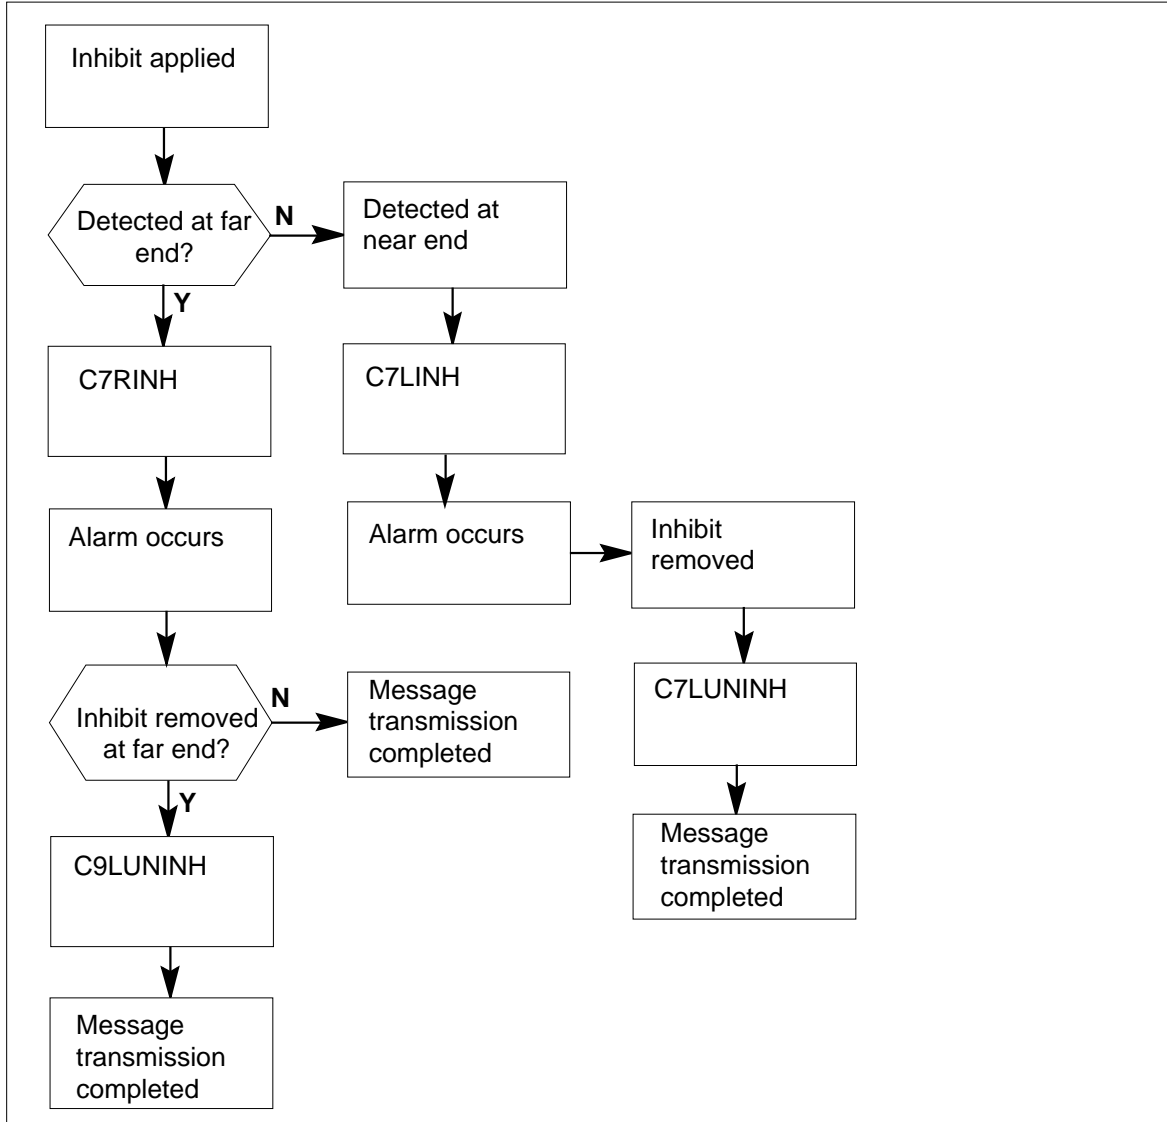 Inhibit applied
Detected at far
end?
N
Detected at
near end
Y
C7RINH
C7LINH
Alarm occurs
Alarm occurs
Inhibit
removed
Inhibit removed
at far end?
N
Message
transmission
completed
C7LUNINH
Y
C9LUNINH
Message
transmission
completed
Message
transmission
completed